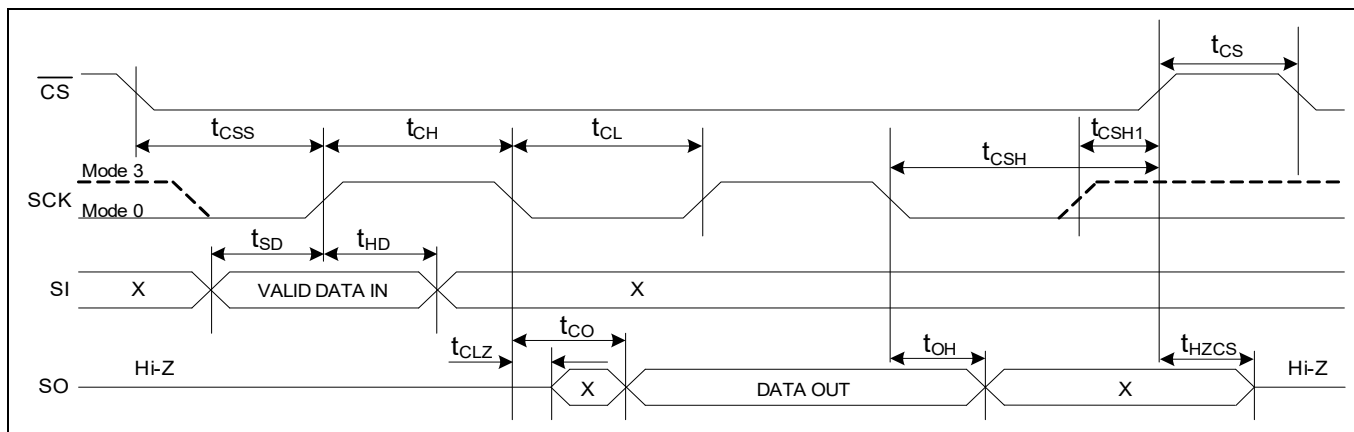 tCS
CS
tCSS
tCH
tCL
tCSH1
tCSH
Mode 3
SCK
Mode 0
tSD
tHD
SI
X
VALID DATA IN
X
tCO
tCLZ
tOH
tHZCS
Hi-Z
Hi-Z
SO
X
DATA OUT
X